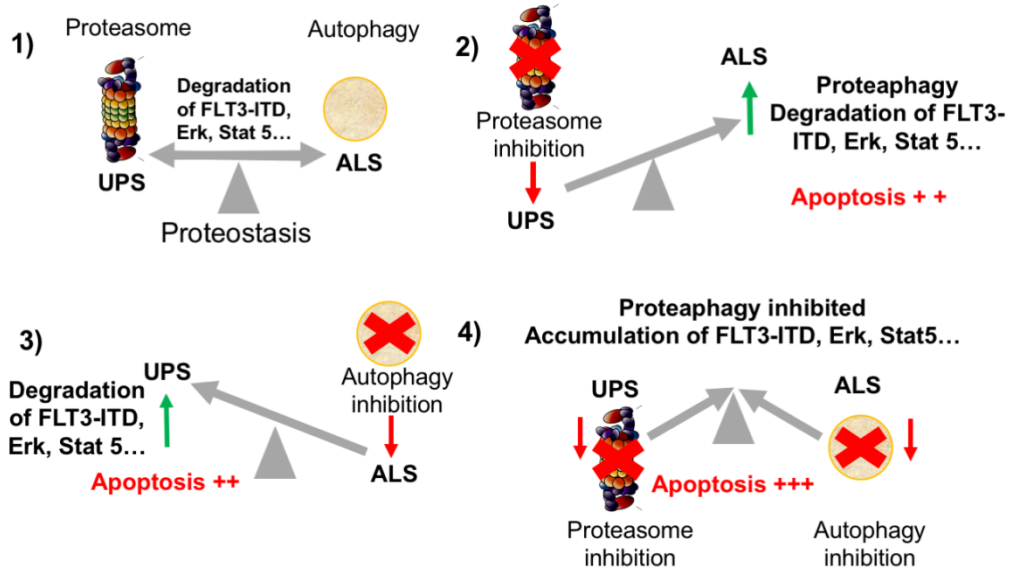 1)
Proteasome
Autophagy
Degradation
of FLT3-ITD,
Erk, Stat 5...
UPS
ALS
Proteostasis
2)
Proteasome
inhibition
UPS
ALS
Proteaphagy
Degradation of FLT3-
ITD, Erk, Stat 5...
Apoptosis + +
3)
UPS
Degradation
of FLT3-ITD,
Erk, Stat 5...
Apoptosis ++
Autophagy
inhibition
ALS
4)
Proteaphagy inhibited
Accumulation of FLT3-ITD, Erk, Stat5...
UPS
ALS
Apoptosis +++
Proteasome
inhibition
Autophagy
inhibition